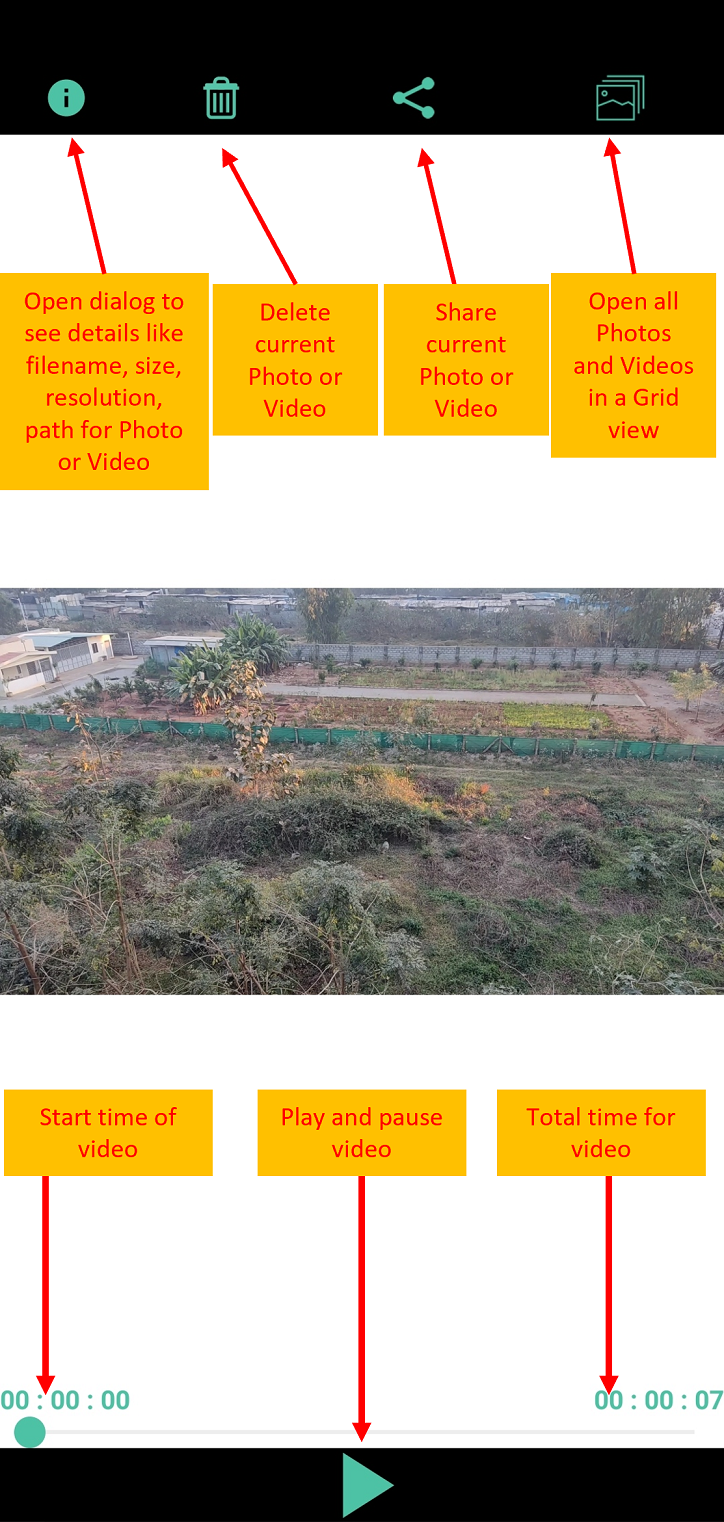 i
Open dialog to
see details like
filename, size,
resolution,
path for Photo
or Video
Delete
current
Photo or
Video
Share
current
Photo or
Video
Open all
Photos
and Videos
in a Grid
view
Start time of
video
Play and pause
video
Total time for
video
00 : 00 : 00
00 : 00 : 07